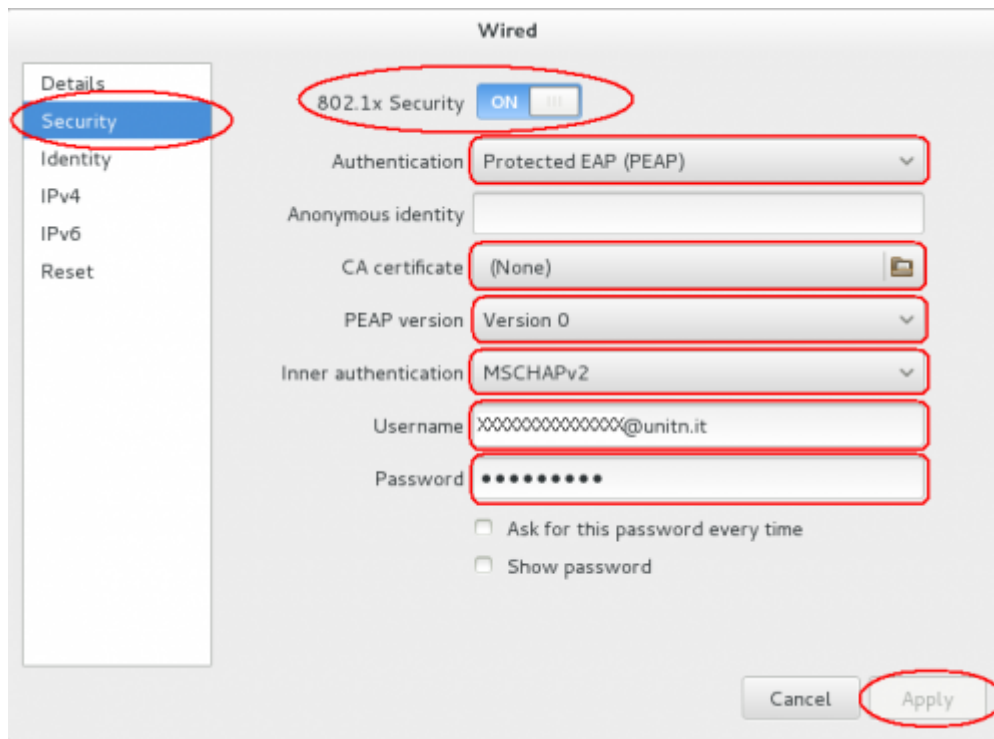 Wired
Details
Security
Identity
IPv4
IPv6
Reset
802.1x Security ON
Authentication Protected EAP (PEAP)
Anonymous identity
CA certificate (None)
PEAP version Version 0
Inner authentication MSCHAPv2
Username XXXXXXXXXXXXXXX@unitn.it
Password •••••••••
Ask for this password every time
Show password
Cancel Apply